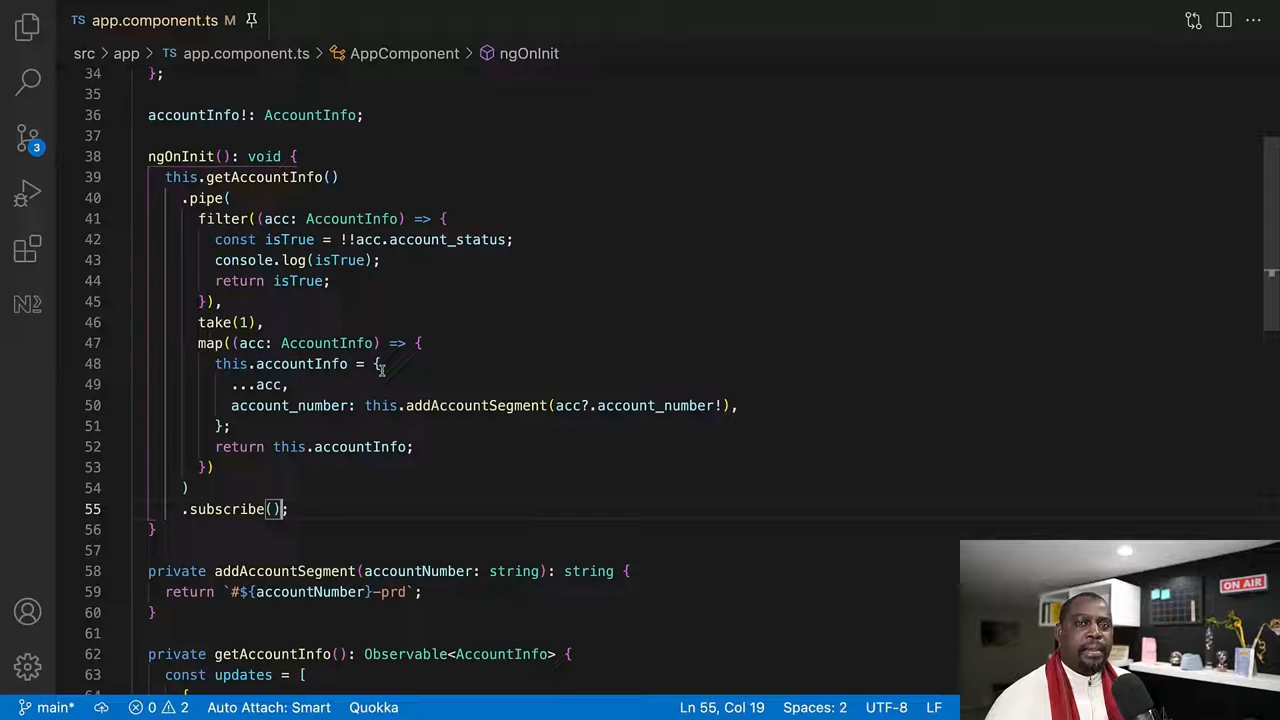 TS app.component.ts M
src > app > TS app.component.ts > AppComponent > ngOnInit
34 };
35
36 accountInfo!: AccountInfo;
37
38 ngOnInit(): void {
39 this.getAccountInfo()
40 .pipe(
41 filter((acc: AccountInfo) => {
42 const isTrue = !!acc.account_status;
43 console.log(isTrue);
44 return isTrue;
45 }),
46 take(1),
47 map((acc: AccountInfo) => {
48 this.accountInfo = {
49 ...acc,
50 account_number: this.addAccountSegment(acc?.account_number!),
51 };
52 return this.accountInfo;
53 })
54 )
55 .subscribe();
56 }
57
58 private addAccountSegment(accountNumber: string): string {
59 return `#${accountNumber}-prd`;
60 }
61
62 private getAccountInfo(): Observable<AccountInfo> {
63 const updates = [
3
ON AIR
main* 0 2 Auto Attach: Smart Quokka Ln 55, Col 19 Spaces: 2 UTF-8 LF